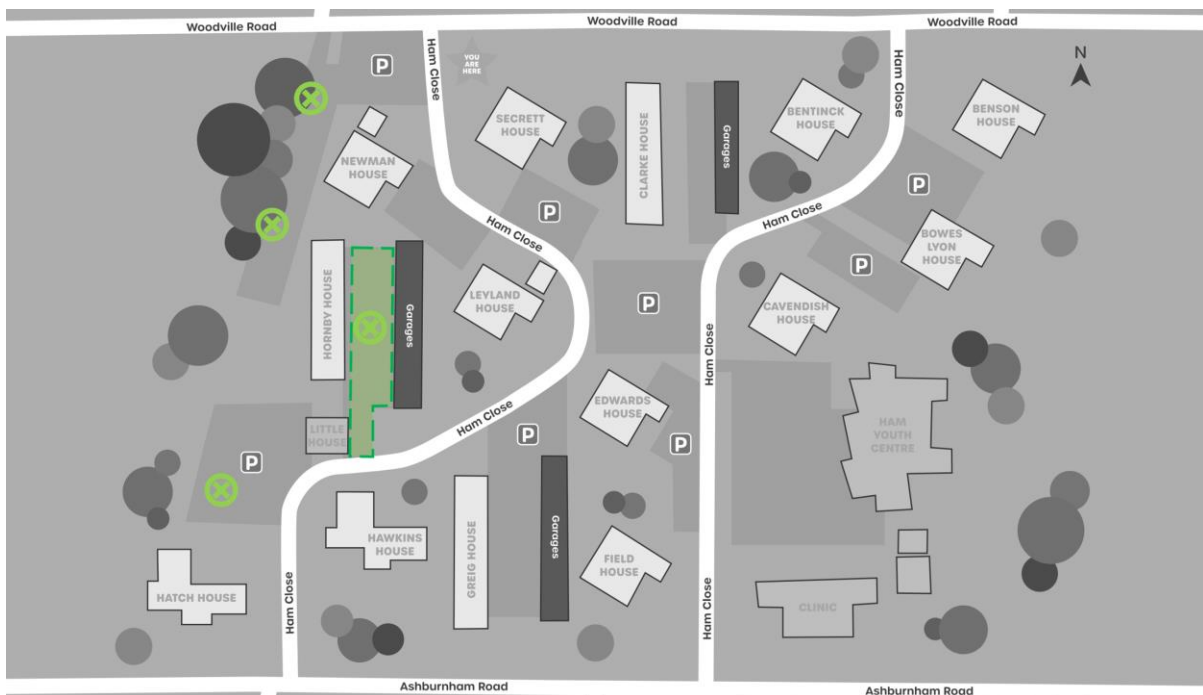 Woodville Road
Woodville Road
Woodville Road
Ham Close
YOU
ARE
HERE
P
N
SECRETT
HOUSE
CLARKE HOUSE
Garages
BENTINCK
HOUSE
Ham Close
BENSON
HOUSE
NEWMAN
HOUSE
P
Ham Close
P
Ham Close
BOWES
LYON
HOUSE
P
HORNBY HOUSE
Garages
LEYLAND
HOUSE
P
CAVENDISH
HOUSE
Ham Close
EDWARDS
HOUSE
Ham Close
LITTLE
HOUSE
P
P
P
HAM
YOUTH
CENTRE
HAWKINS
HOUSE
GREIG HOUSE
Garages
FIELD
HOUSE
HATCH HOUSE
Ham Close
Ham Close
CLINIC
Ashburnham Road
Ashburnham Road